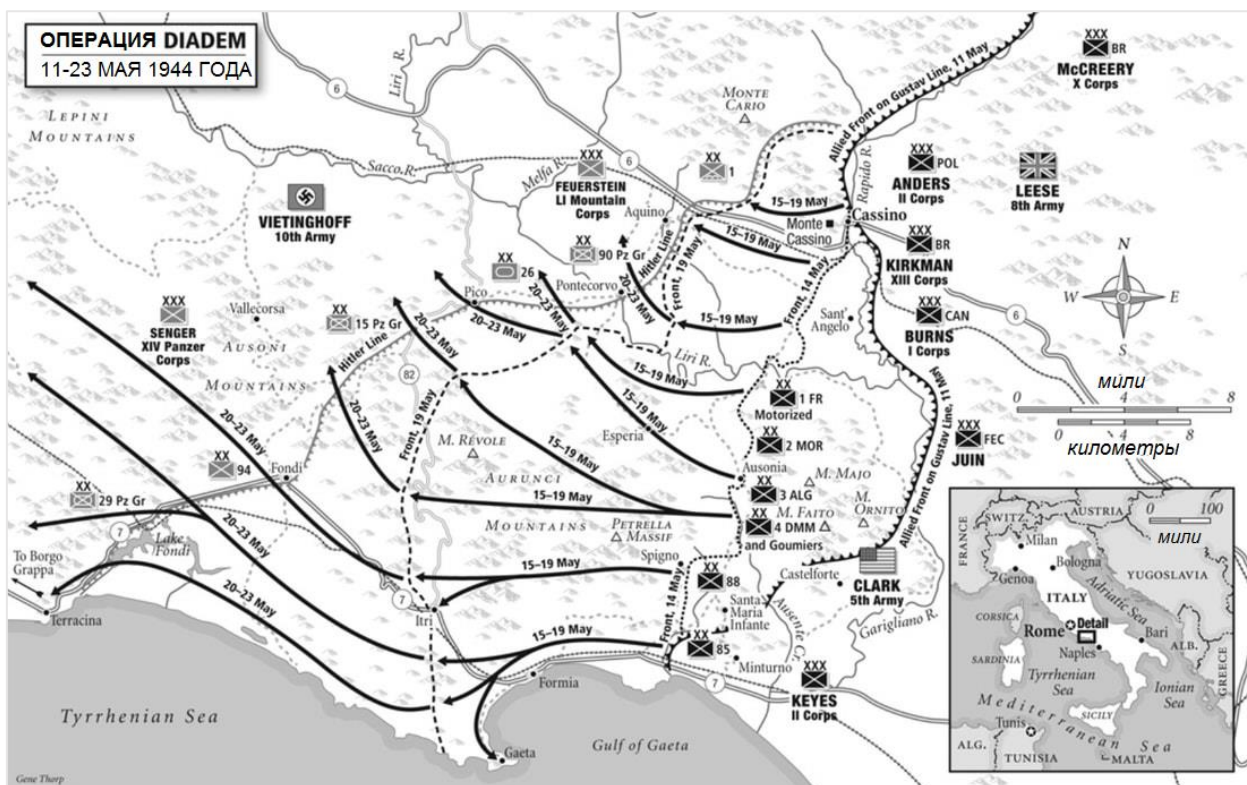 ОПЕРАЦИЯ DIADEM
11-23 МАЯ 1944 ГОДА
LEPINI
MOUNTAINS
Liri R.
6
Liri R.
Sacco R.
Melfa R.
MONTE
CARIO
XXX
FEUERSTEIN
LI Mountain
Corps
XX
1
6
Allied Front on Gustav Line, 11 May
Rapido R.
XXX
BR
McCREERY
X Corps
XXX
POL
ANDERS
II Corps
LEESE
8th Army
VIETINGHOFF
10th Army
Aquino
15–19 May
Monte
Cassino
Cassino
XXX
BR
KIRKMAN
XIII Corps
N
W
E
S
XX
90 Pz Gr
Hitler Line
Front, 19 May
15–19 May
Front, 14 May
XX
26
Pontecorvo
20–23 May
15–19 May
Sant'
Angelo
XXX
CAN
BURNS
I Corps
6
XXX
SENGER
XIV Panzer
Corps
Vallecorsa
AUSONI
MOUNTAINS
XX
15 Pz Gr
Pico
20–23 May
20–23 May
20–23 May
Hitler Line
82
Liri R.
мили
8
0
4
8
0
4
8
километры
15–19 May
XX
1 FR
Motorized
Allied Front on Gustav Line, 11 May
XXX
FEC
JUIN
20–23 May
20–23 May
Front, 19 May
M. REVOLE
Esperia
15–19 May
15–19 May
XX
2 MOR
Ausonia
M. MAJO
XX
3 ALG
M. FAITO
M.
ORNITO
XX
4 DMM
and Goumiers
XX
94
Fondi
AURUNCI
MOUNTAINS
15–19 May
PETRELLA
MASSIF
XX
29 Pz Gr
7
Lake
Fondi
20–23 May
20–23 May
To Borgo
Grappa
Terracina
15–19 May
Spigno
Front, 14 May
XX
88
Castelforte
CLARK
5th Army
Santa
Maria
Infante
Ausente Cr.
Garigliano R.
7
Itri
15–19 May
XX
85
Minturno
7
XXX
KEYES
II Corps
Formia
Gaeta
Tyrrhenian Sea
Gulf of Gaeta
Gene Thorp
FRANCE
SWITZ.
AUSTRIA
0
100
мили
Milan
Genoa
Bologna
YUGOSLAVIA
ITALY
Adriatic Sea
CORSICA
Rome
Detail
Bari
ALB.
Naples
SARDINIA
Tyrrhenian
Sea
Ionian
Sea
GREECE
Mediterranean Sea
SICILY
Tunis
ALG.
TUNISIA
MALTA